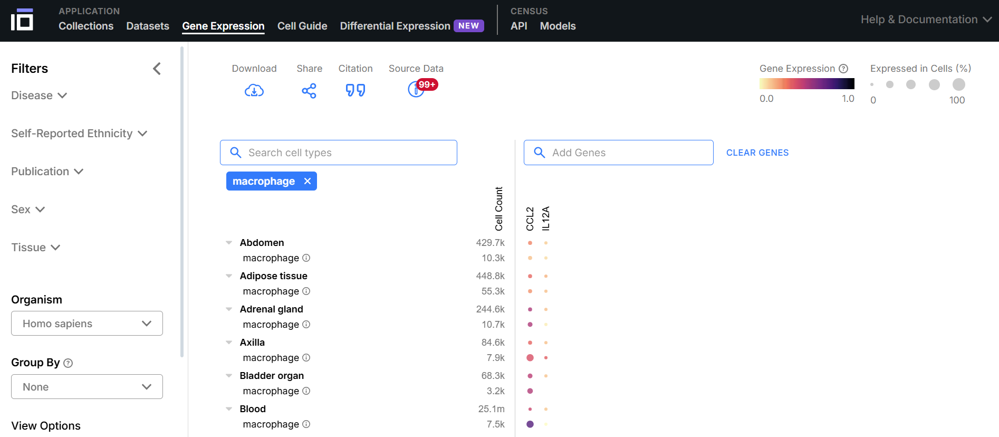 APPLICATION
Collections Datasets Gene Expression Cell Guide Differential Expression NEW
CENSUS
API Models
Help & Documentation
Filters
Disease
Self-Reported Ethnicity
Publication
Sex
Tissue
Organism
Homo sapiens
Group By
None
View Options
Download Share Citation Source Data
99+
Gene Expression
0.0 1.0
Expressed in Cells (%)
0 100
Search cell types
macrophage
Add Genes
CLEAR GENES
Cell Count
CCL2
IL12A
Abdomen 429.7k
macrophage 10.3k
Adipose tissue 448.8k
macrophage 55.3k
Adrenal gland 244.6k
macrophage 10.7k
Axilla 84.6k
macrophage 7.9k
Bladder organ 68.3k
macrophage 3.2k
Blood 25.1m
macrophage 7.5k